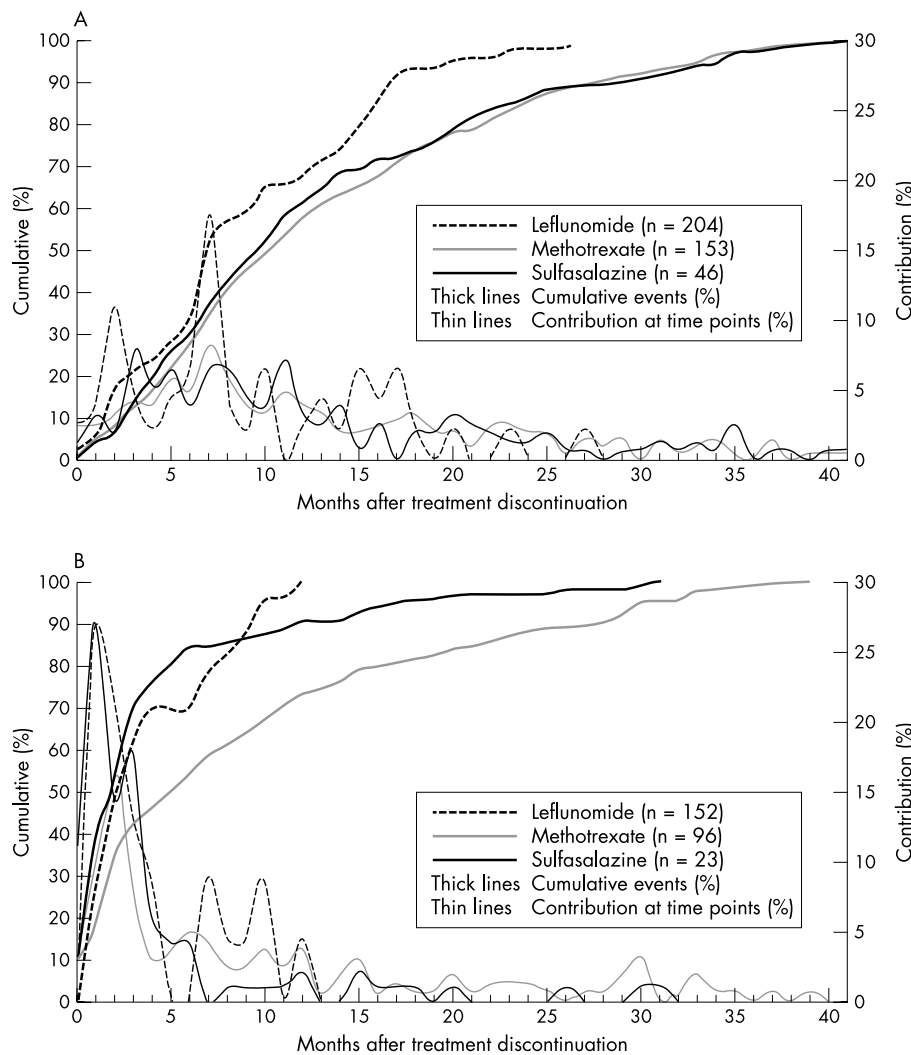 A
100
90
80
70
60
50
40
30
20
10
0
Cumulative (%)
30
25
20
15
10
5
0
Contribution (%)
Leflunomide (n = 204)
Methotrexate (n = 153)
Sulfasalazine (n = 46)
Thick lines Cumulative events (%)
Thin lines Contribution at time points (%)
0 5 10 15 20 25 30 35 40
Months after treatment discontinuation
B
100
90
80
70
60
50
40
30
20
10
0
Cumulative (%)
30
25
20
15
10
5
0
Contribution (%)
Leflunomide (n = 152)
Methotrexate (n = 96)
Sulfasalazine (n = 23)
Thick lines Cumulative events (%)
Thin lines Contribution at time points (%)
0 5 10 15 20 25 30 35 40
Months after treatment discontinuation